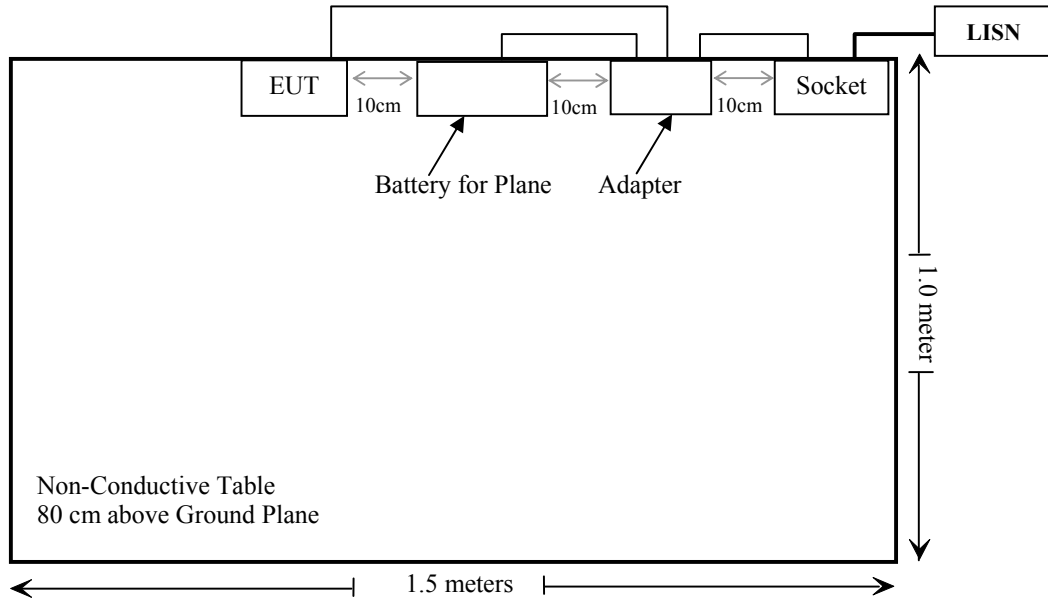 LISN
EUT
Socket
10cm
10cm
10cm
Battery for Plane
Adapter
1.0 meter
Non-Conductive Table
80 cm above Ground Plane
1.5 meters